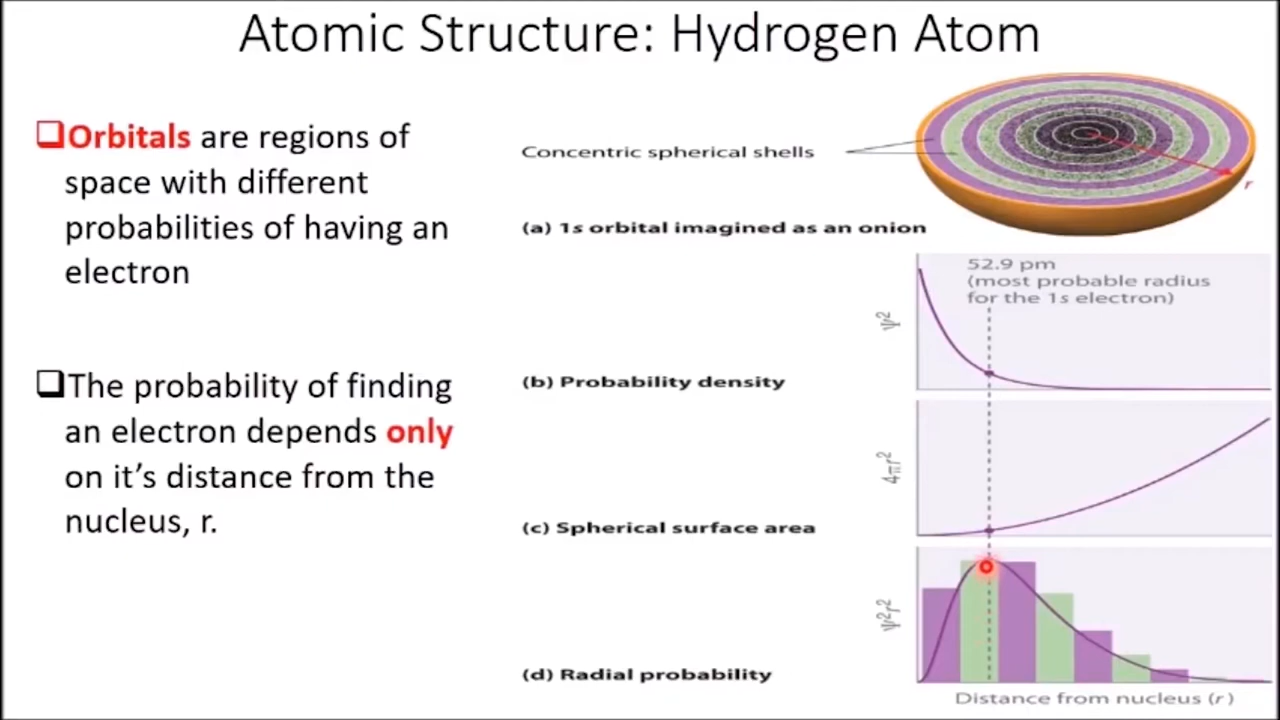 Atomic Structure: Hydrogen Atom
Orbitals are regions of
space with different
probabilities of having an
electron
The probability of finding
an electron depends only
on it's distance from the
nucleus, r.
Concentric spherical shells
r
(a) 1s orbital imagined as an onion
52.9 pm
(most probable radius
for the 1s electron)
Ψ²
(b) Probability density
4πr²
(c) Spherical surface area
Ψ²r²
(d) Radial probability
Distance from nucleus (r)